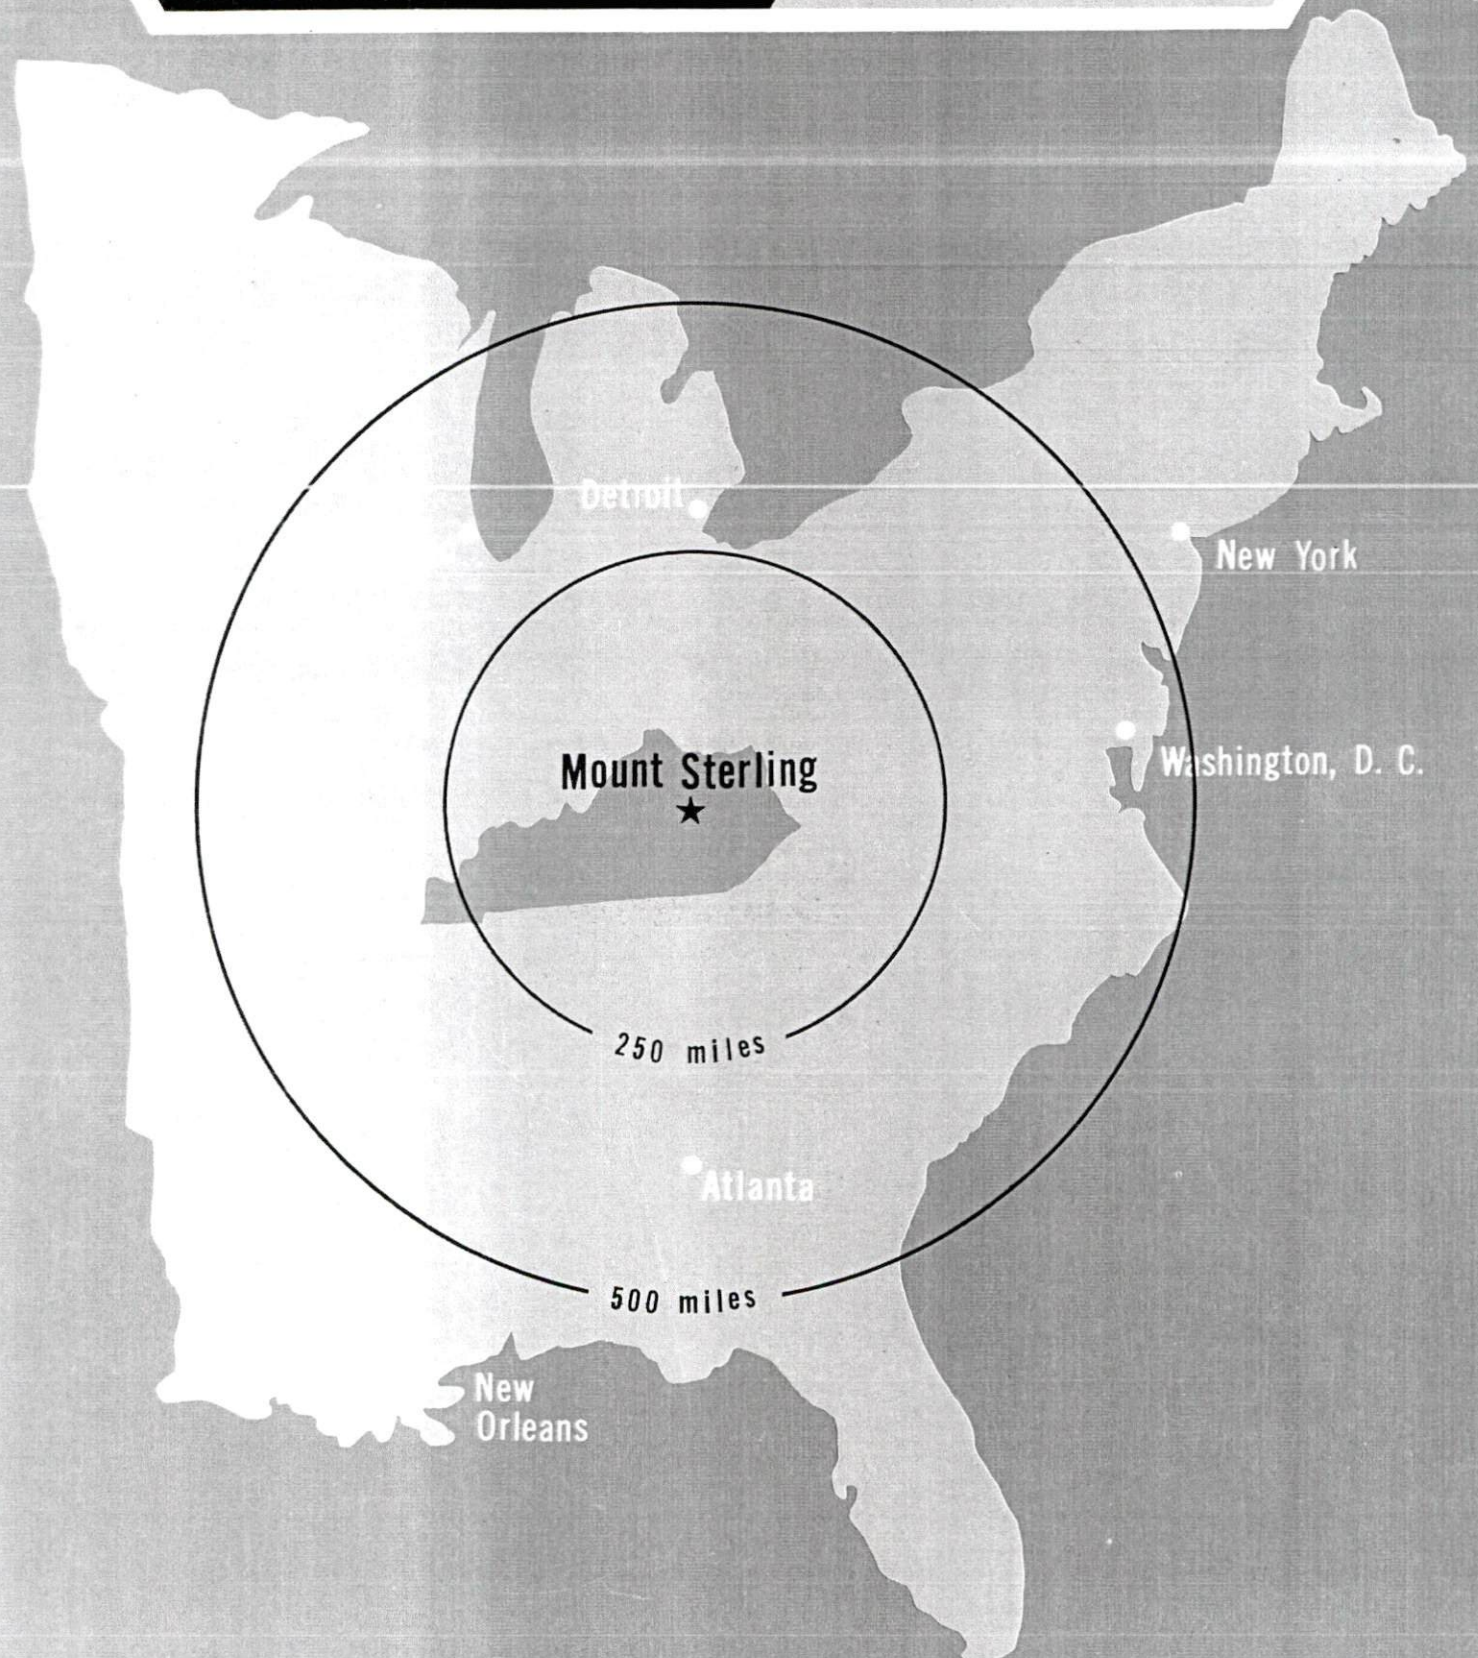 Detroit
New York
Mount Sterling
Washington, D. C.
250 miles
Atlanta
500 miles
New
Orleans